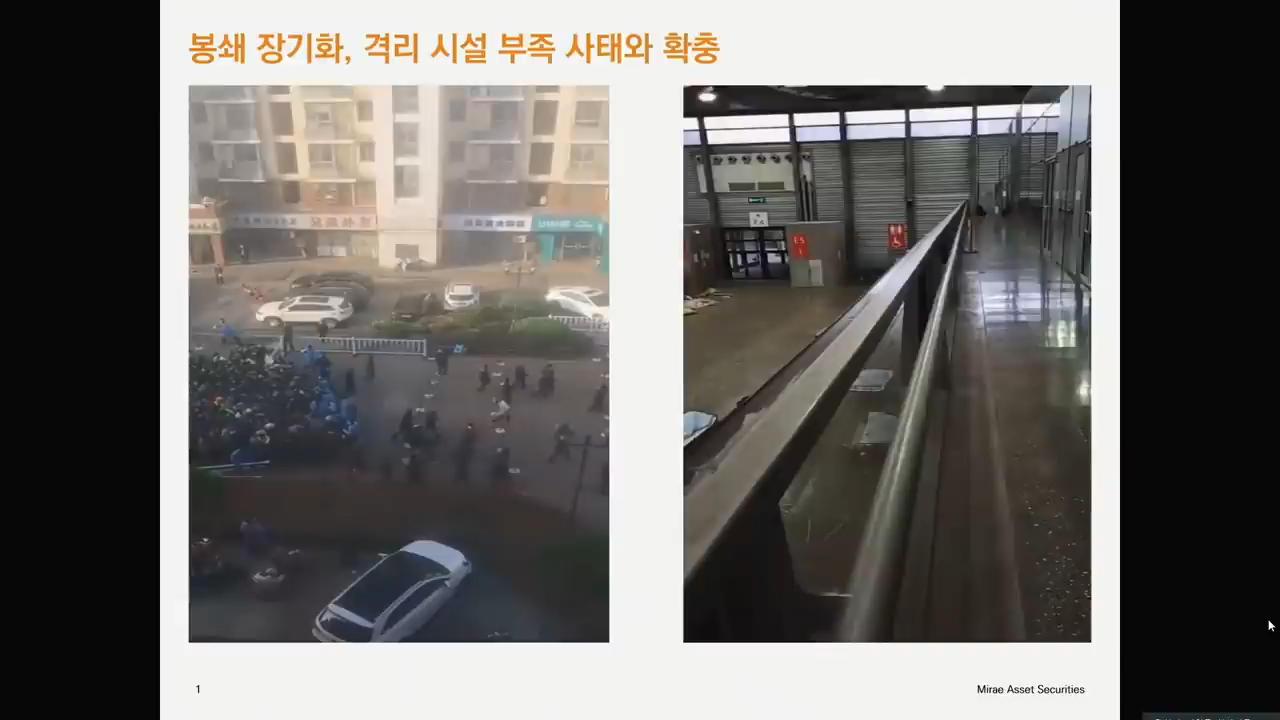 봉쇄 장기화, 격리 시설 부족 사태와 확충
E5
1
Mirae Asset Securities